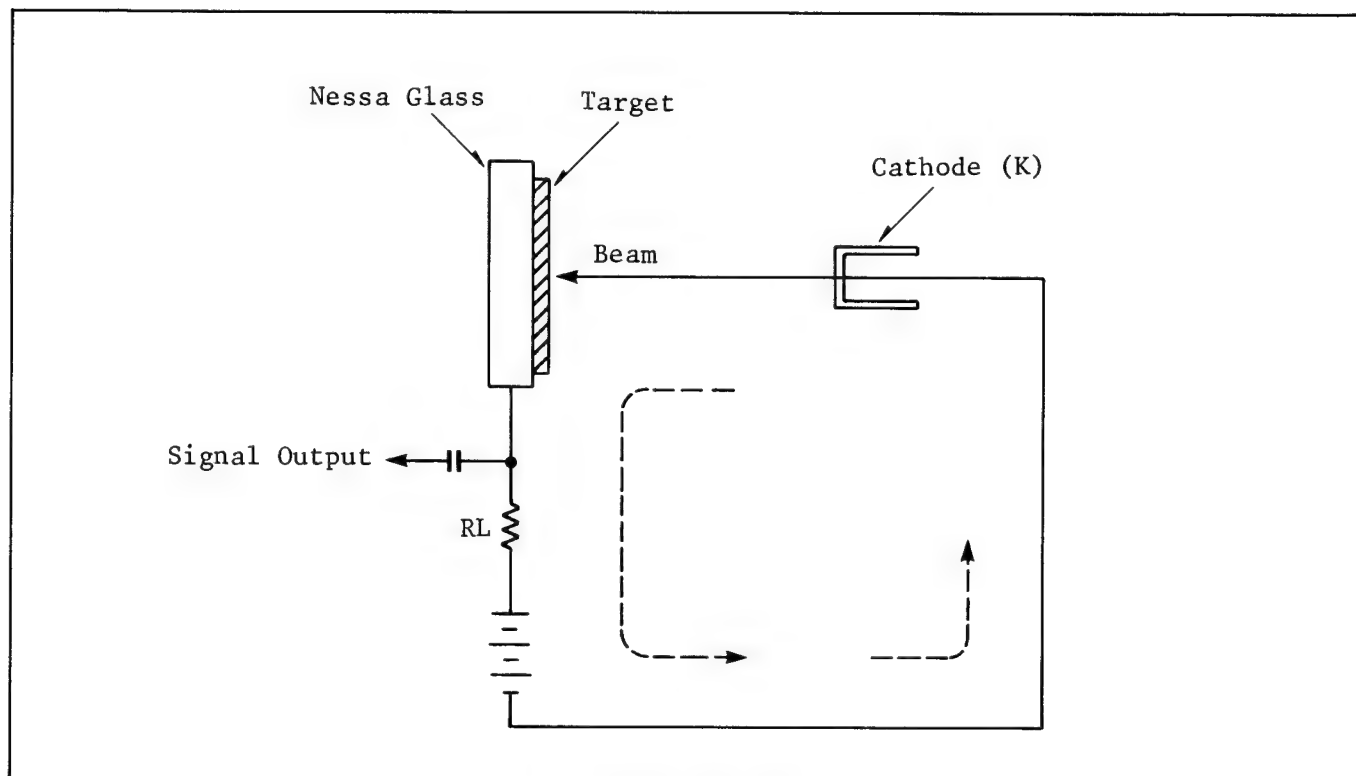 Nessa Glass
Target
Cathode (K)
Beam
Signal Output
RL